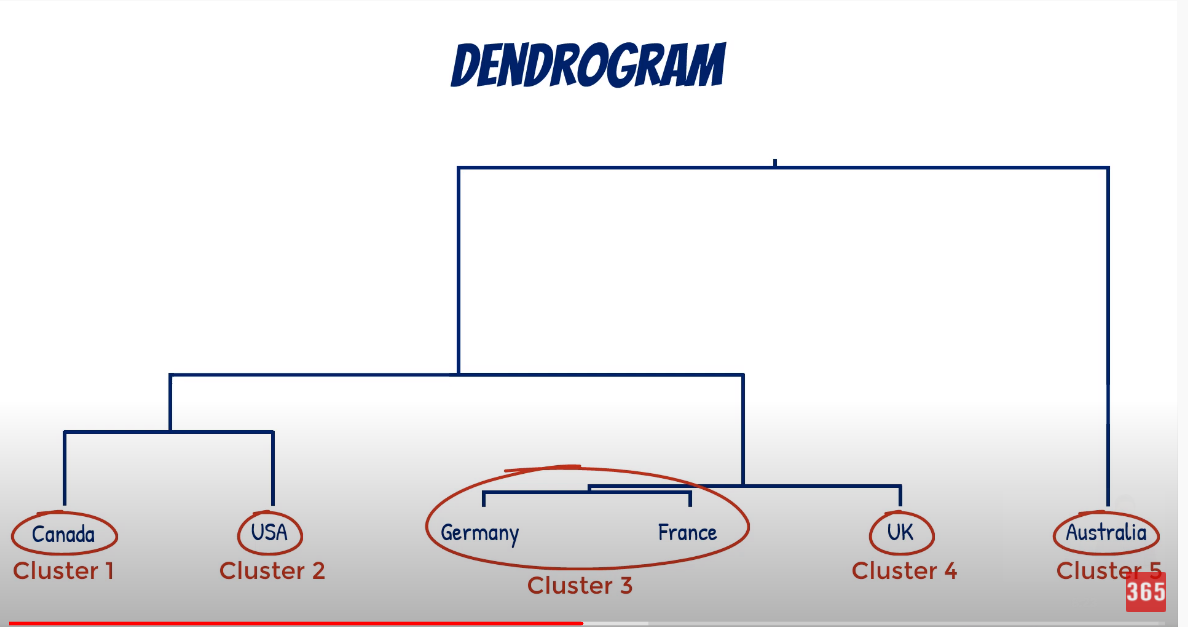 DENDROGRAM
Canada USA Germany France UK Australia
Cluster 1 Cluster 2 Cluster 3 Cluster 4 Cluster 5
365